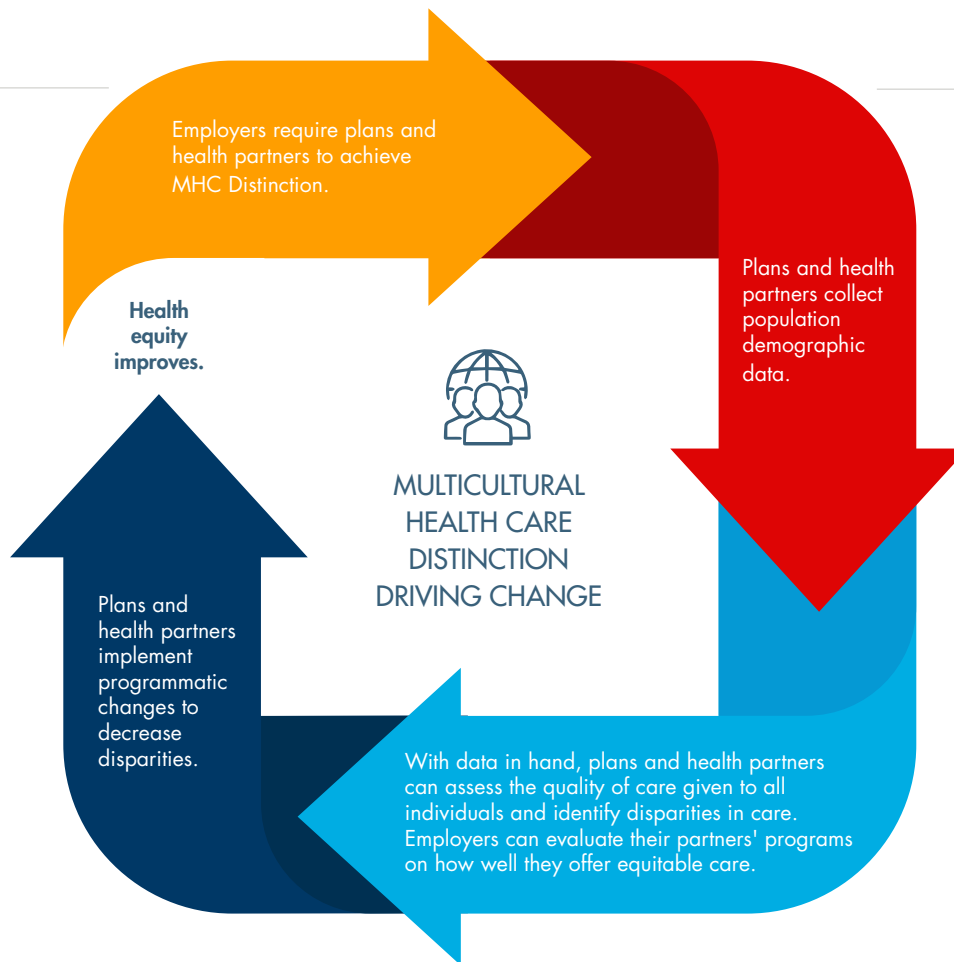 Employers require plans and
health partners to achieve
MHC Distinction.
Plans and health
partners collect
population
demographic
data.
With data in hand, plans and health partners
can assess the quality of care given to all
individuals and identify disparities in care.
Employers can evaluate their partners' programs
on how well they offer equitable care.
Plans and
health partners
implement
programmatic
changes to
decrease
disparities.
Health
equity
improves.
MULTICULTURAL
HEALTH CARE
DISTINCTION
DRIVING CHANGE